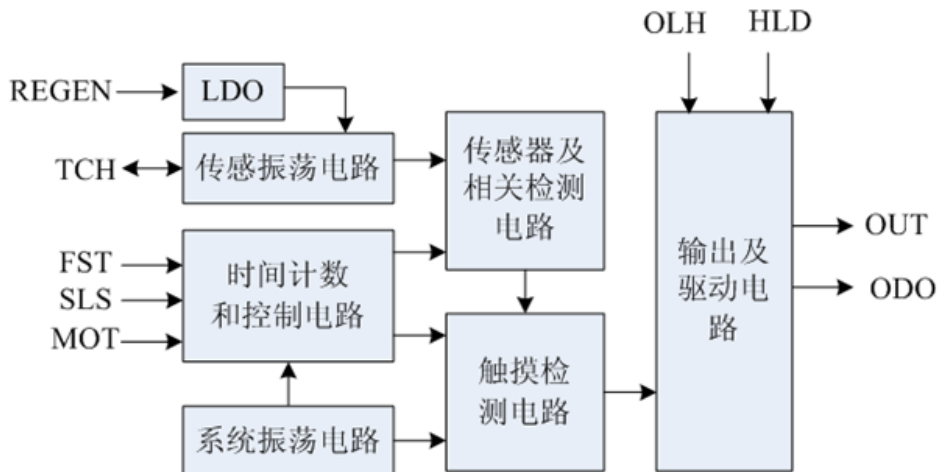 OLH
HLD
REGEN
LDO
TCH
传感振荡电路
传感器及
相关检测
电路
FST
SLS
MOT
时间计数
和控制电路
输出及
驱动电
路
OUT
ODO
触摸检
测电路
系统振荡电路